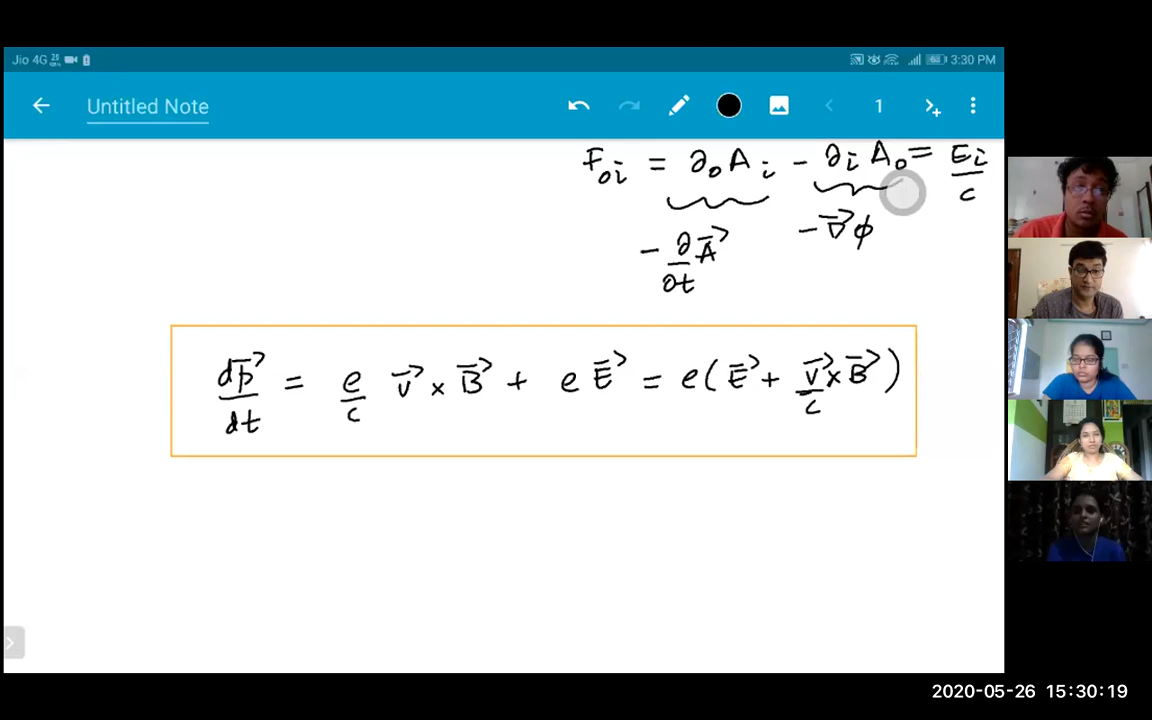 Jio 4G 3:30 PM
Untitled Note 1
F₀ᵢ = ∂₀Aᵢ − ∂ᵢA₀ = Eᵢ/c
−∂/∂t A⃗ −∇⃗ϕ
dp⃗/dt = e/c v⃗ × B⃗ + e E⃗ = e(E⃗ + v⃗/c × B⃗)
2020-05-26 15:30:19